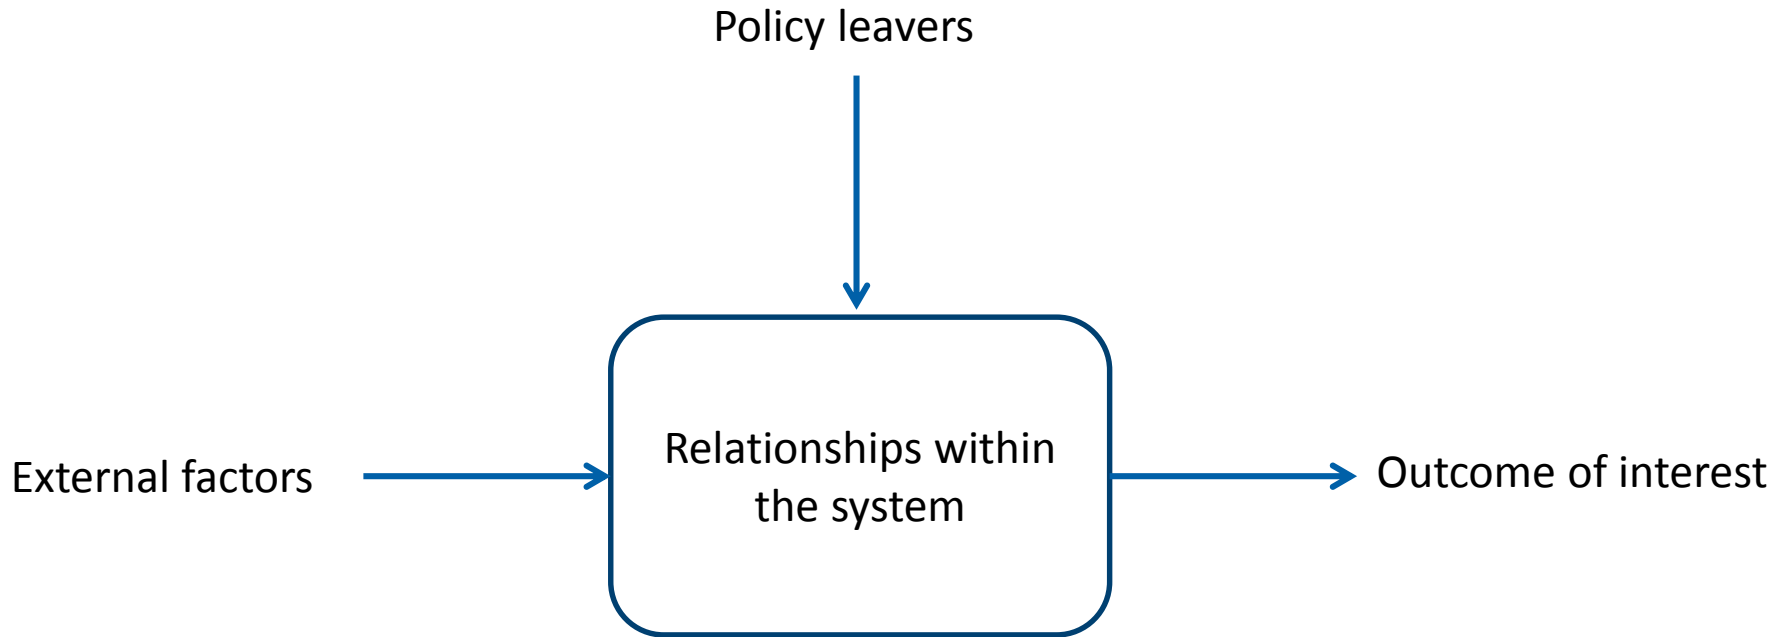 Policy leavers
External factors
Relationships within
the system
Outcome of interest